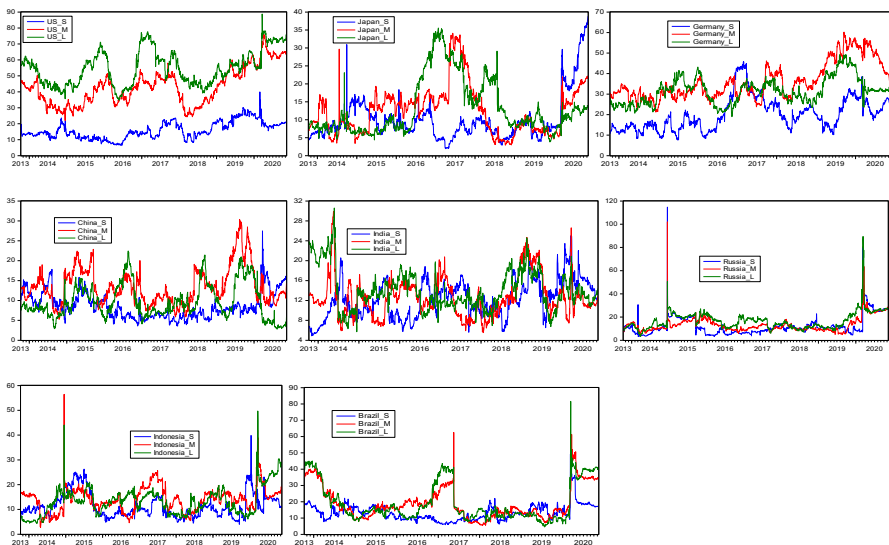 90
80
70
60
50
40
30
20
10
0
US_S
US_M
US_L
2013 2014 2015 2016 2017 2018 2019 2020
40
35
30
25
20
15
10
5
0
Japan_S
Japan_M
Japan_L
2013 2014 2015 2016 2017 2018 2019 2020
70
60
50
40
30
20
10
0
Germany_S
Germany_M
Germany_L
2013 2014 2015 2016 2017 2018 2019 2020
35
30
25
20
15
10
5
0
China_S
China_M
China_L
2013 2014 2015 2016 2017 2018 2019 2020
32
28
24
20
16
12
8
4
India_S
India_M
India_L
2013 2014 2015 2016 2017 2018 2019 2020
120
100
80
60
40
20
0
Russia_S
Russia_M
Russia_L
2013 2014 2015 2016 2017 2018 2019 2020
60
50
40
30
20
10
0
Indonesia_S
Indonesia_M
Indonesia_L
2013 2014 2015 2016 2017 2018 2019 2020
90
80
70
60
50
40
30
20
10
0
Brazil_S
Brazil_M
Brazil_L
2013 2014 2015 2016 2017 2018 2019 2020